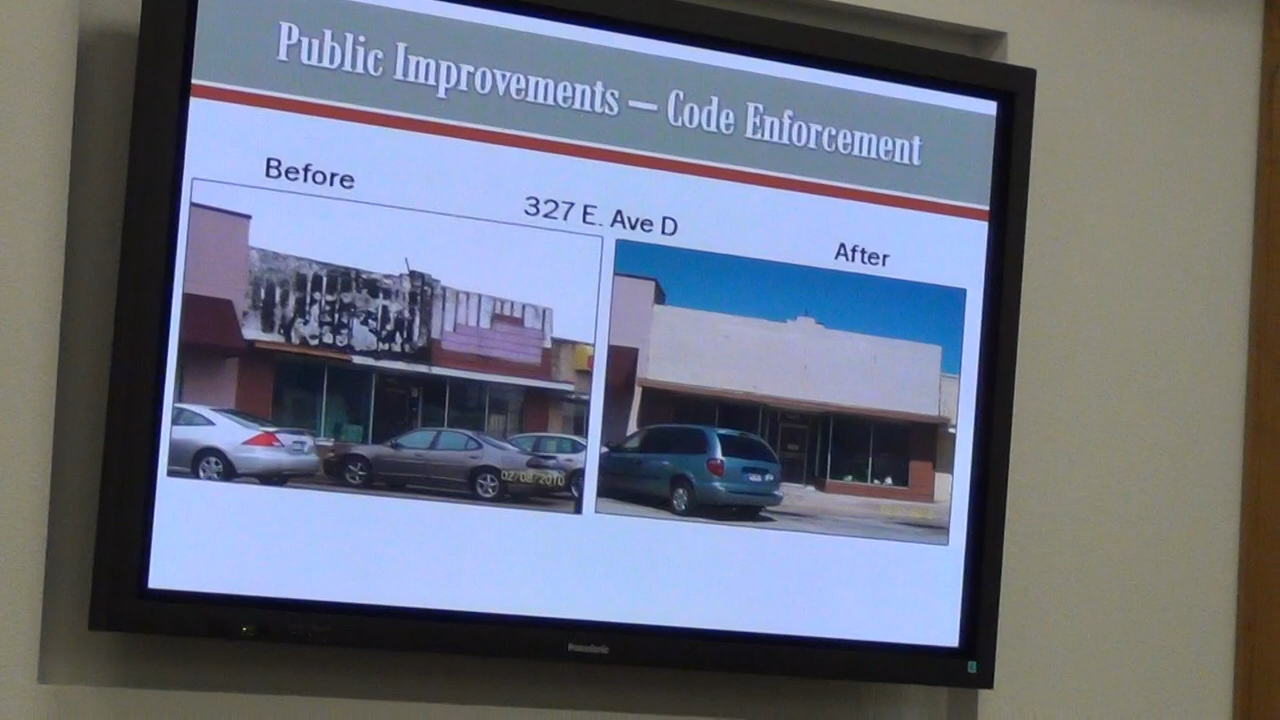 Public Improvements – Code Enforcement
Before
327 E. Ave D
After
02/08/2010
Panasonic